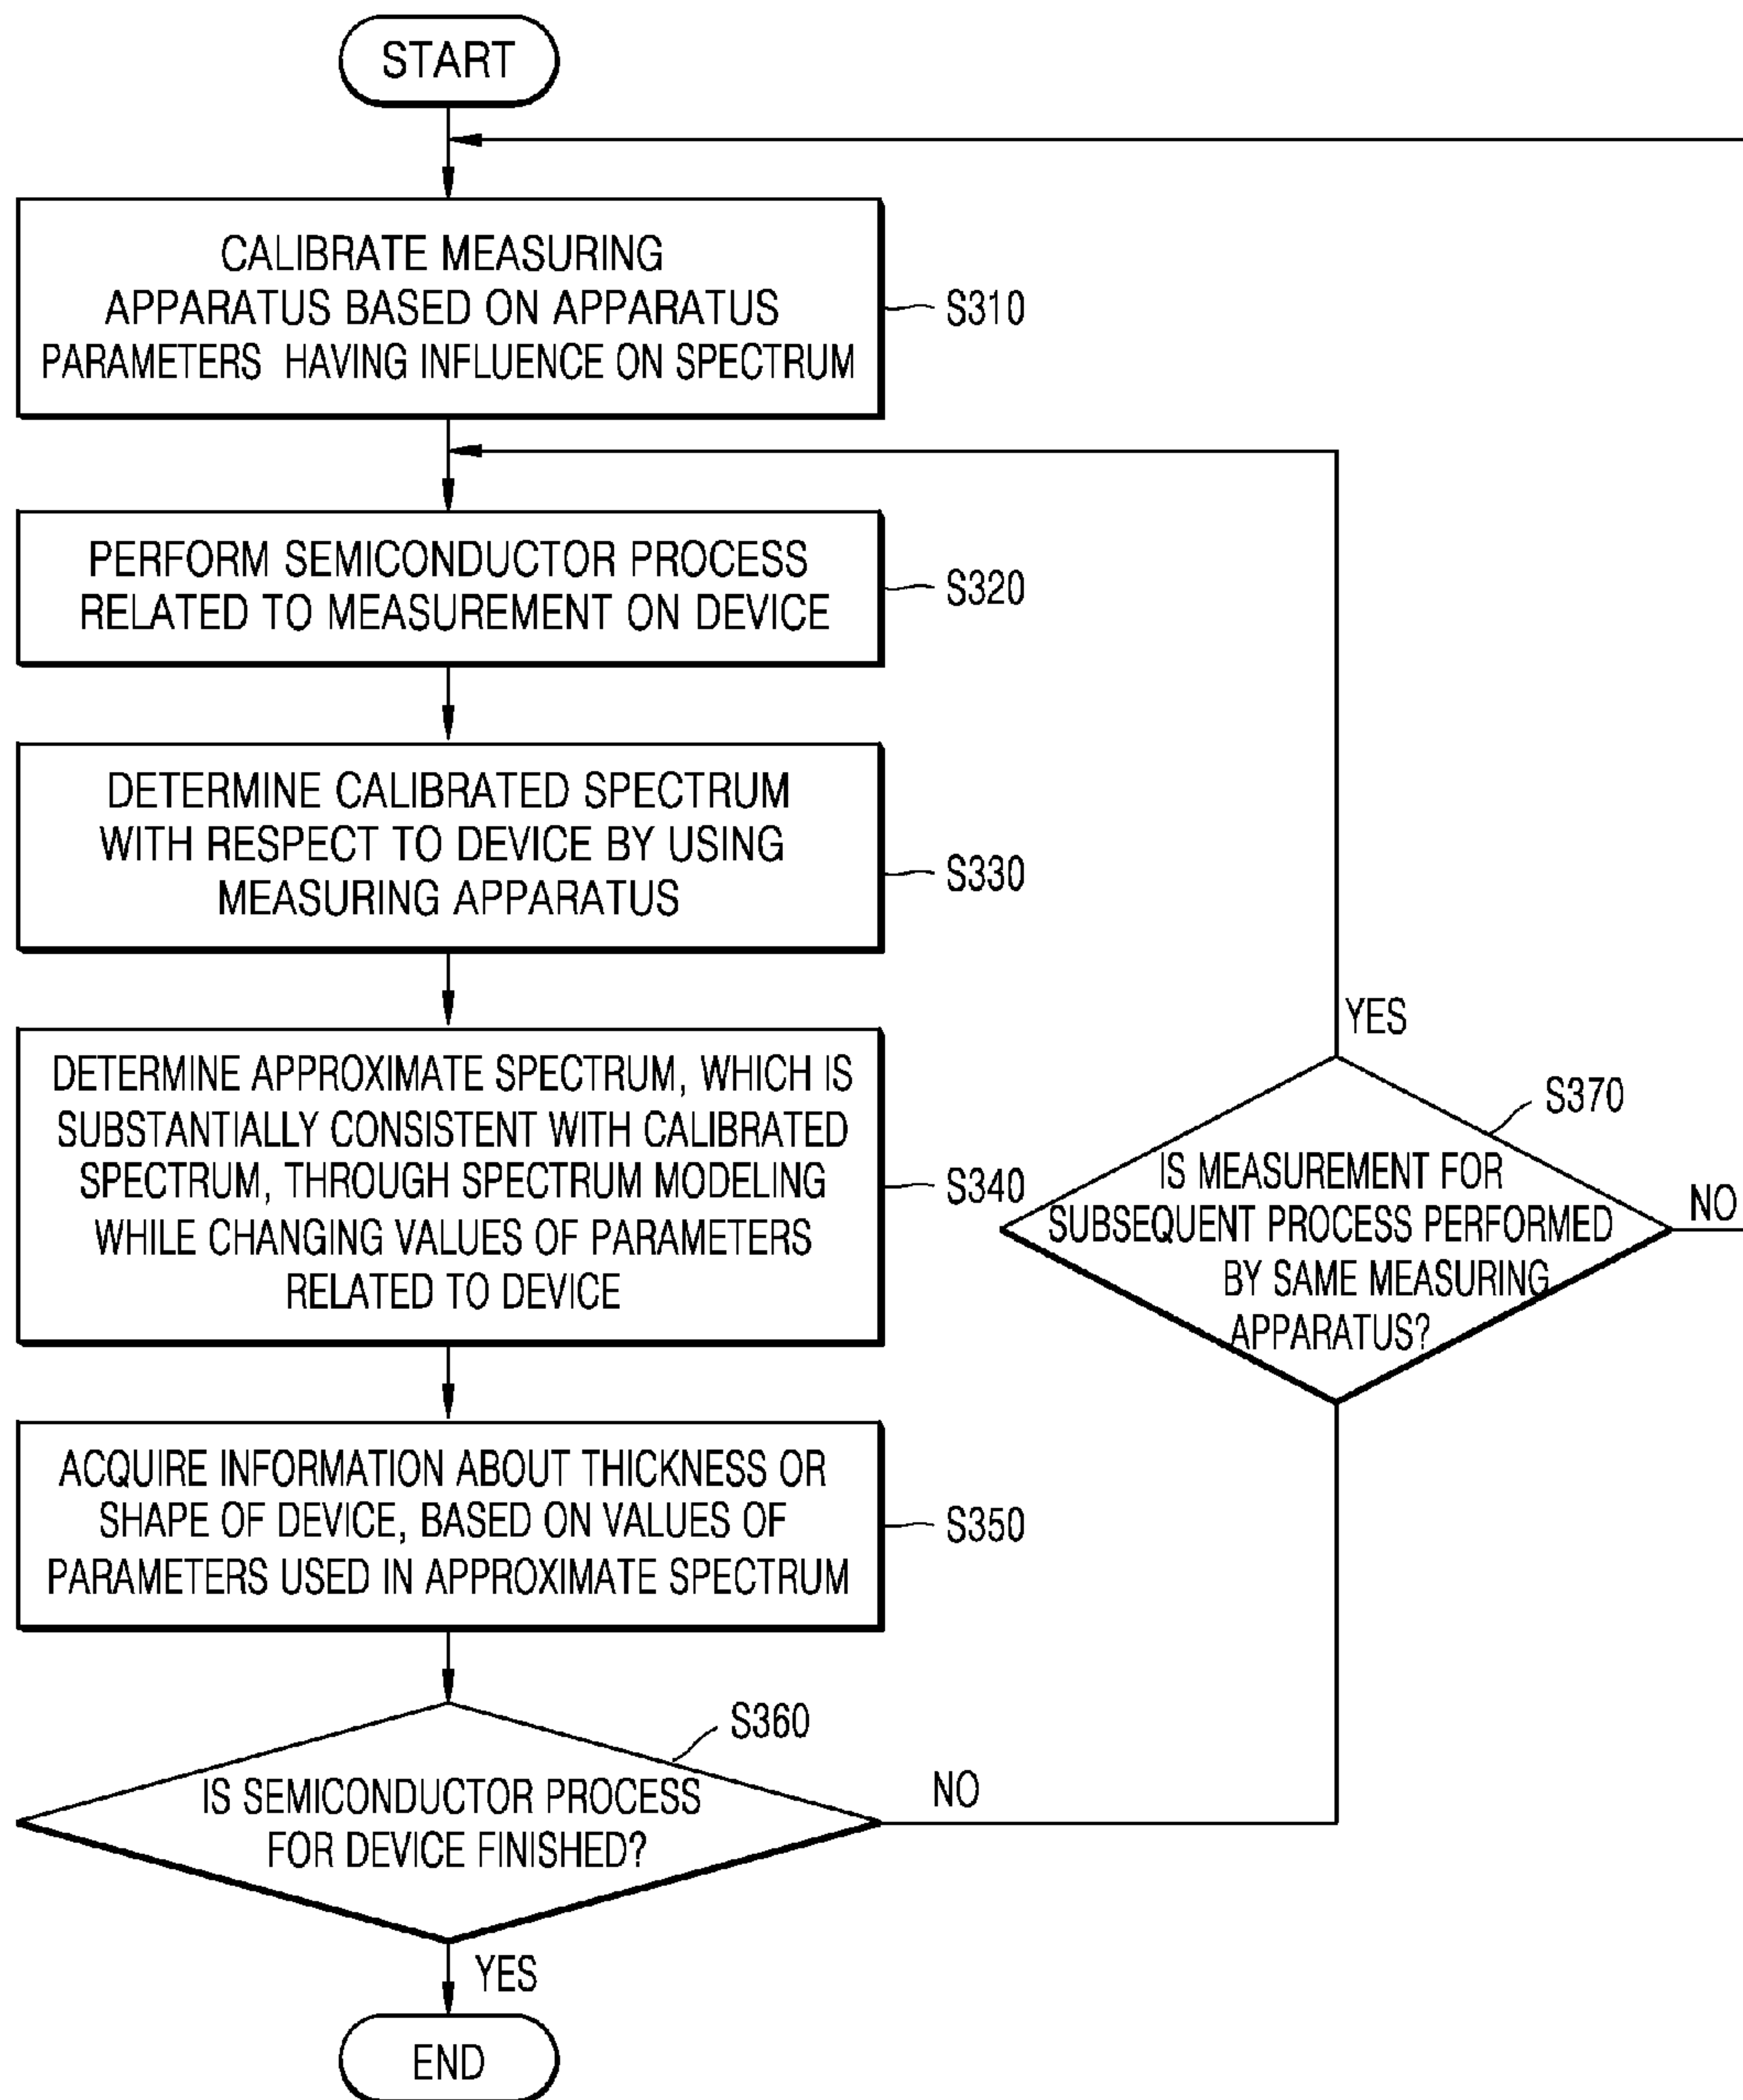 START
CALIBRATE MEASURING
APPARATUS BASED ON APPARATUS
PARAMETERS HAVING INFLUENCE ON SPECTRUM
S310
PERFORM SEMICONDUCTOR PROCESS
RELATED TO MEASUREMENT ON DEVICE
S320
DETERMINE CALIBRATED SPECTRUM
WITH RESPECT TO DEVICE BY USING
MEASURING APPARATUS
S330
DETERMINE APPROXIMATE SPECTRUM, WHICH IS
SUBSTANTIALLY CONSISTENT WITH CALIBRATED
SPECTRUM, THROUGH SPECTRUM MODELING
WHILE CHANGING VALUES OF PARAMETERS
RELATED TO DEVICE
S340
ACQUIRE INFORMATION ABOUT THICKNESS OR
SHAPE OF DEVICE, BASED ON VALUES OF
PARAMETERS USED IN APPROXIMATE SPECTRUM
S350
S360
IS SEMICONDUCTOR PROCESS
FOR DEVICE FINISHED?
NO
YES
END
YES
S370
IS MEASUREMENT FOR
SUBSEQUENT PROCESS PERFORMED
BY SAME MEASURING
APPARATUS?
NO